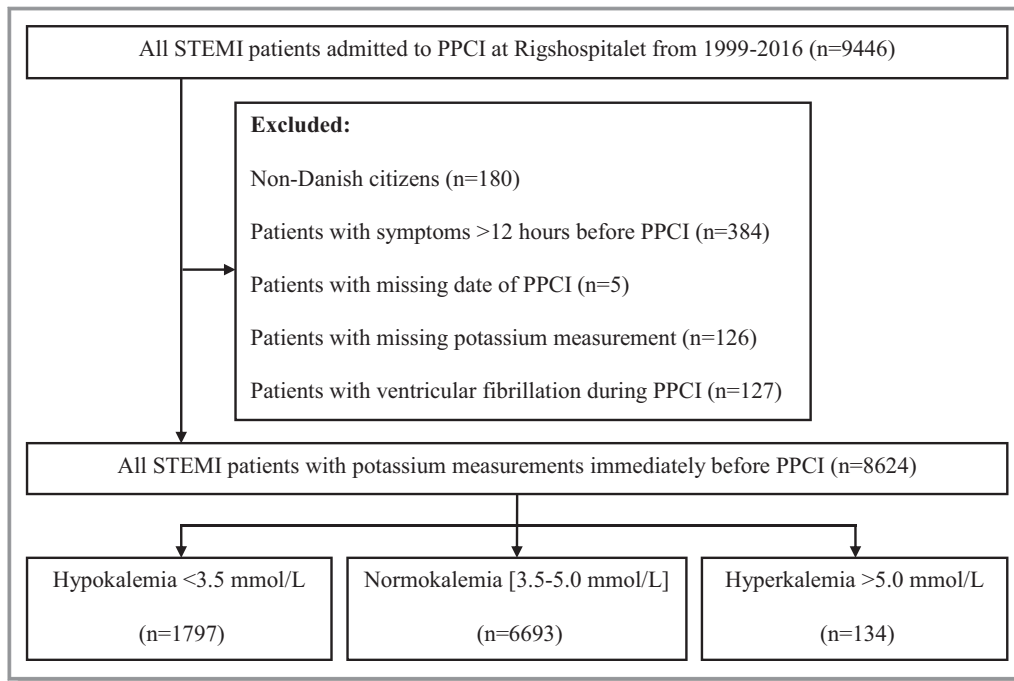 All STEMI patients admitted to PPCI at Rigshospitalet from 1999-2016 (n=9446)
Excluded:
Non-Danish citizens (n=180)
Patients with symptoms >12 hours before PPCI (n=384)
Patients with missing date of PPCI (n=5)
Patients with missing potassium measurement (n=126)
Patients with ventricular fibrillation during PPCI (n=127)
All STEMI patients with potassium measurements immediately before PPCI (n=8624)
Hypokalemia <3.5 mmol/L
(n=1797)
Normokalemia [3.5-5.0 mmol/L]
(n=6693)
Hyperkalemia >5.0 mmol/L
(n=134)